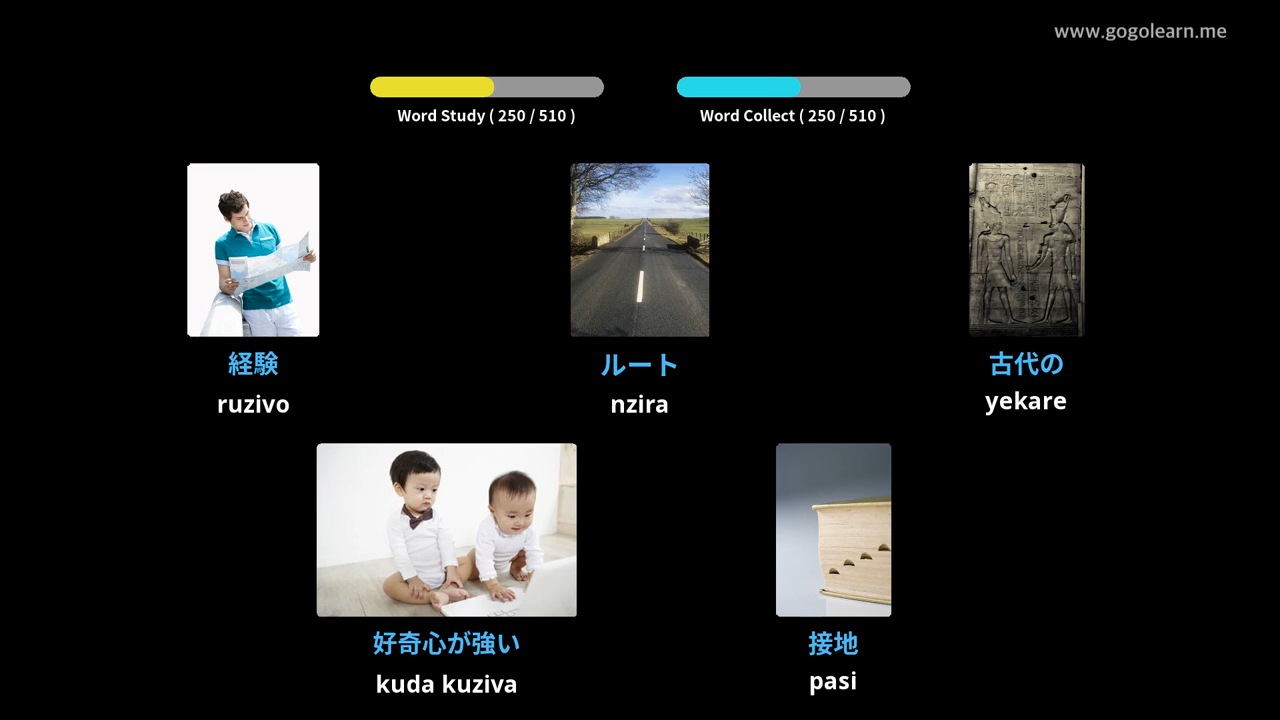 www.gogolearn.me
Word Study ( 250 / 510 )
Word Collect ( 250 / 510 )
経験
ruzivo
ルート
nzira
古代の
yekare
好奇心が強い
kuda kuziva
接地
pasi